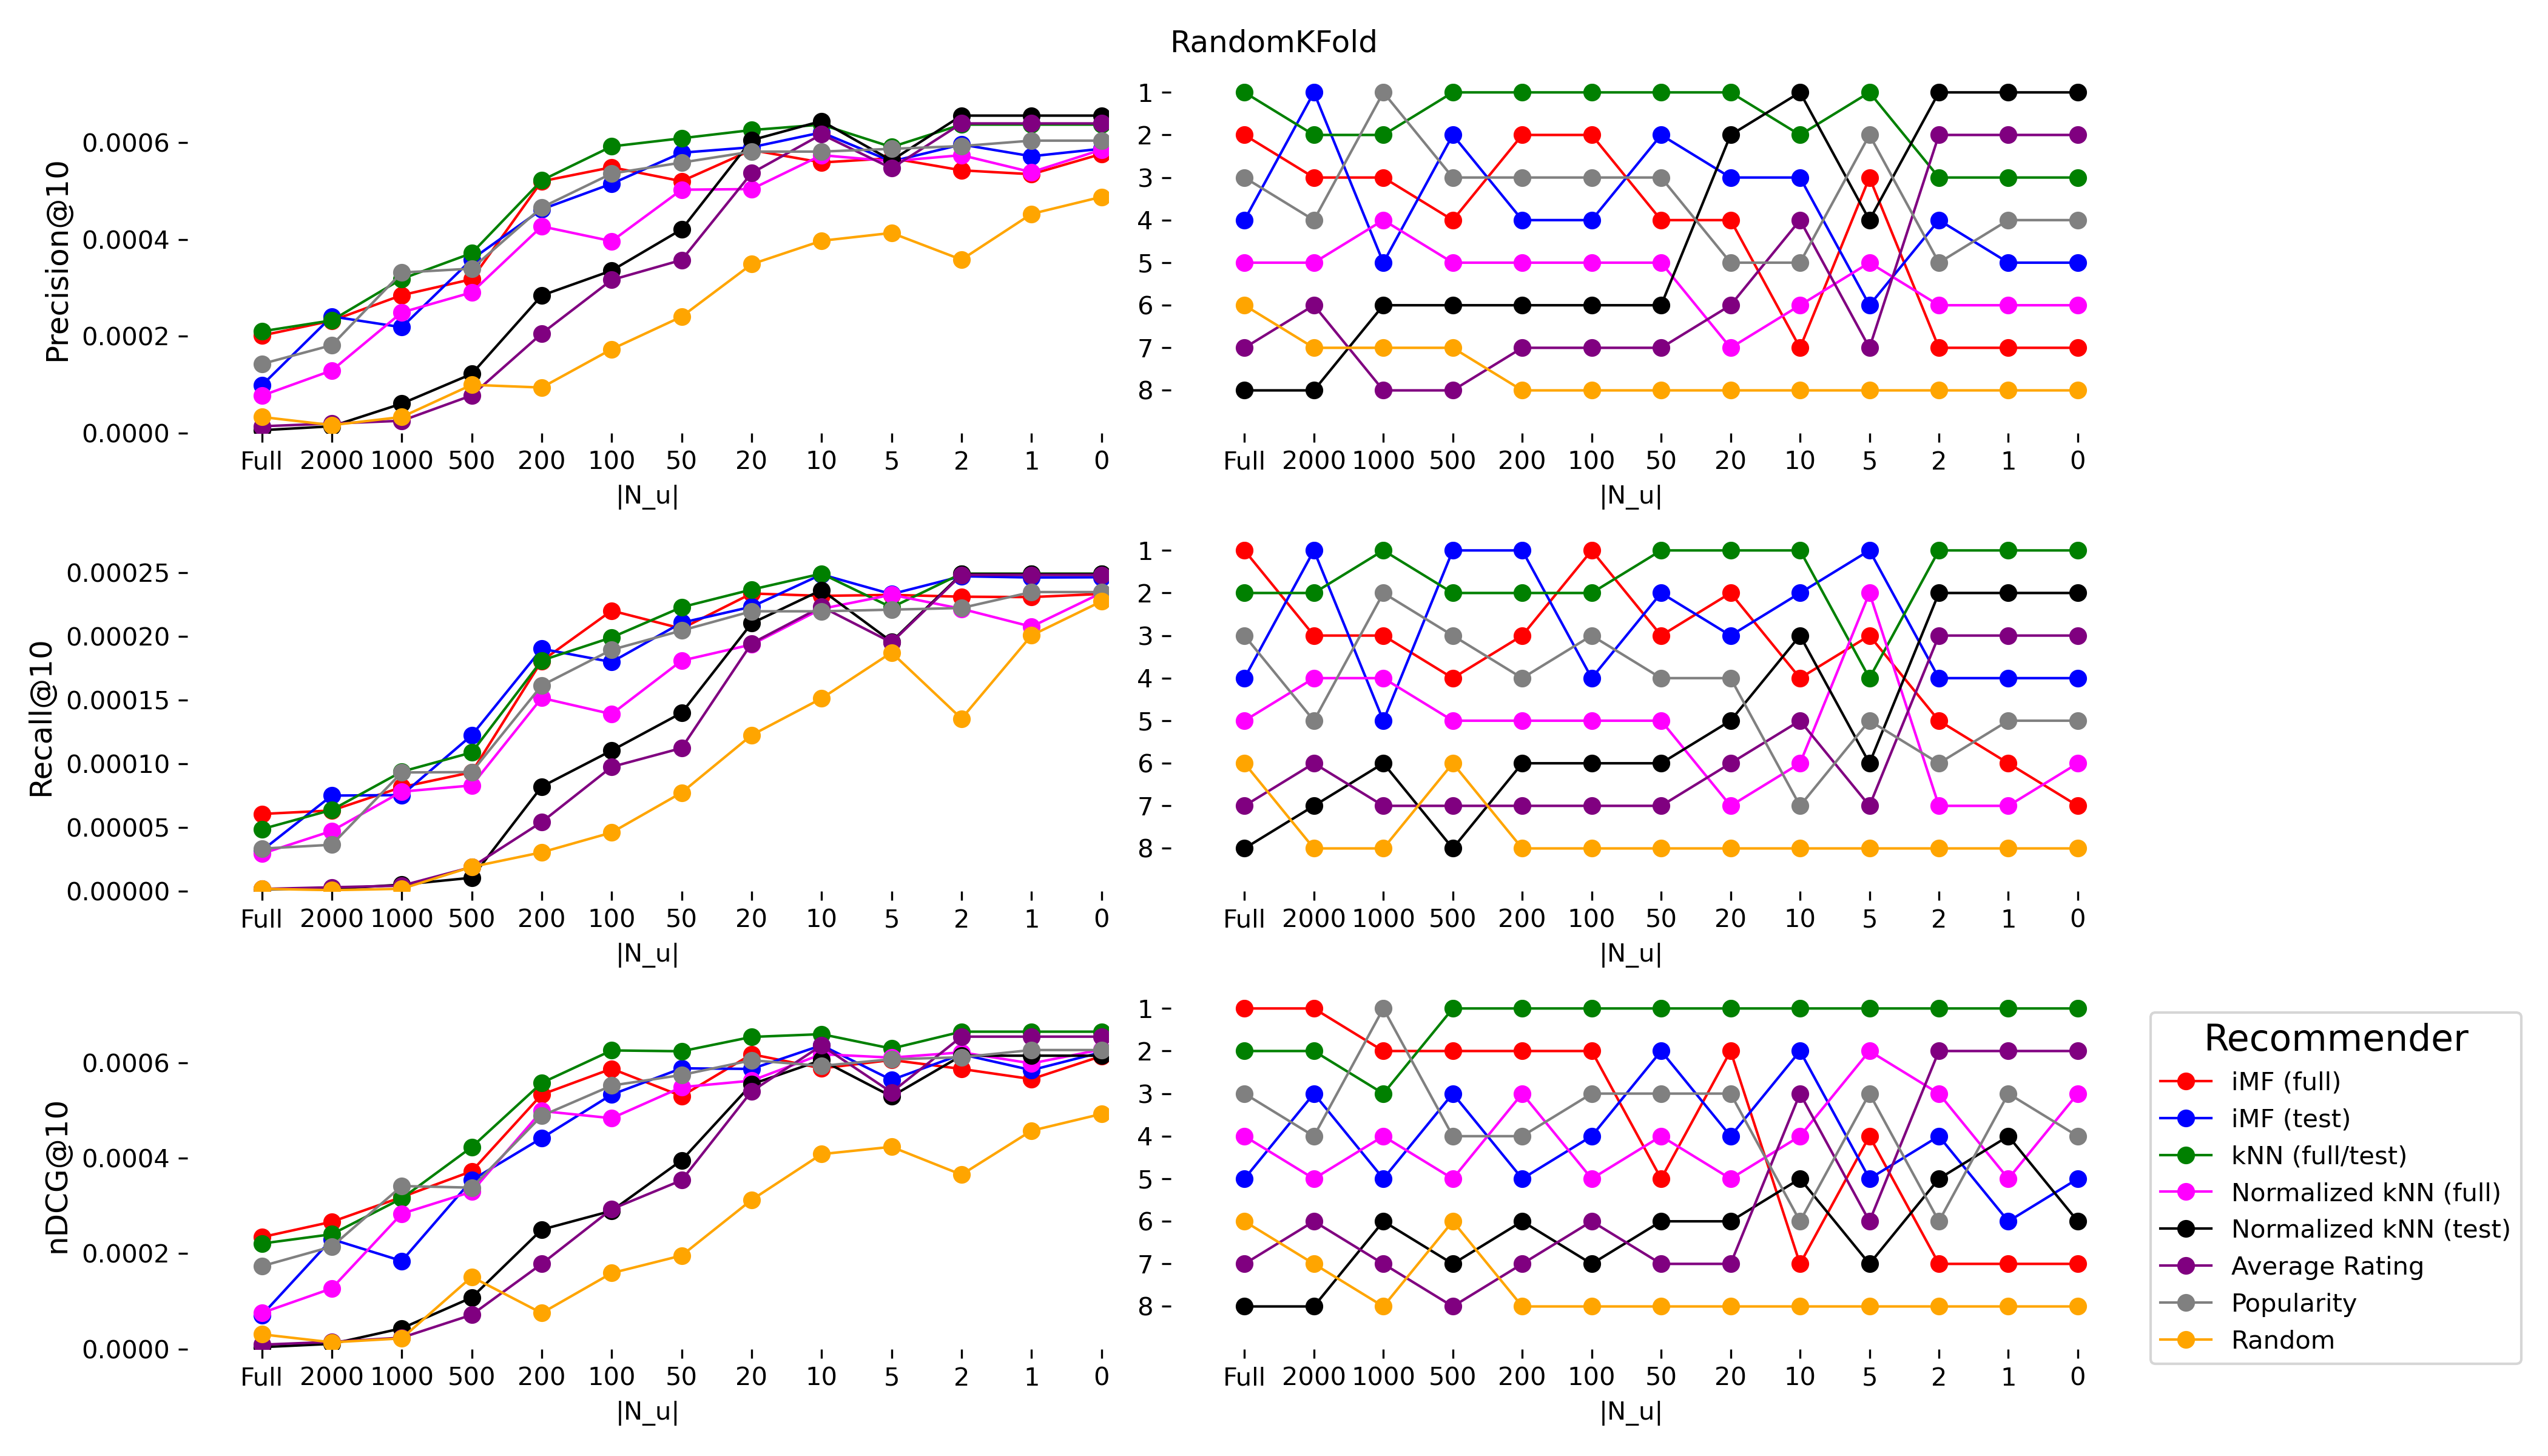 RandomKFold
Precision@10
0.0006
0.0004
0.0002
0.0000
Full 2000 1000 500 200 100 50 20 10 5 2 1 0
|N_u|
1
2
3
4
5
6
7
8
Full 2000 1000 500 200 100 50 20 10 5 2 1 0
|N_u|
Recall@10
0.00025
0.00020
0.00015
0.00010
0.00005
0.00000
Full 2000 1000 500 200 100 50 20 10 5 2 1 0
|N_u|
1
2
3
4
5
6
7
8
Full 2000 1000 500 200 100 50 20 10 5 2 1 0
|N_u|
nDCG@10
0.0006
0.0004
0.0002
0.0000
Full 2000 1000 500 200 100 50 20 10 5 2 1 0
|N_u|
1
2
3
4
5
6
7
8
Full 2000 1000 500 200 100 50 20 10 5 2 1 0
|N_u|
Recommender
iMF (full)
iMF (test)
kNN (full/test)
Normalized kNN (full)
Normalized kNN (test)
Average Rating
Popularity
Random